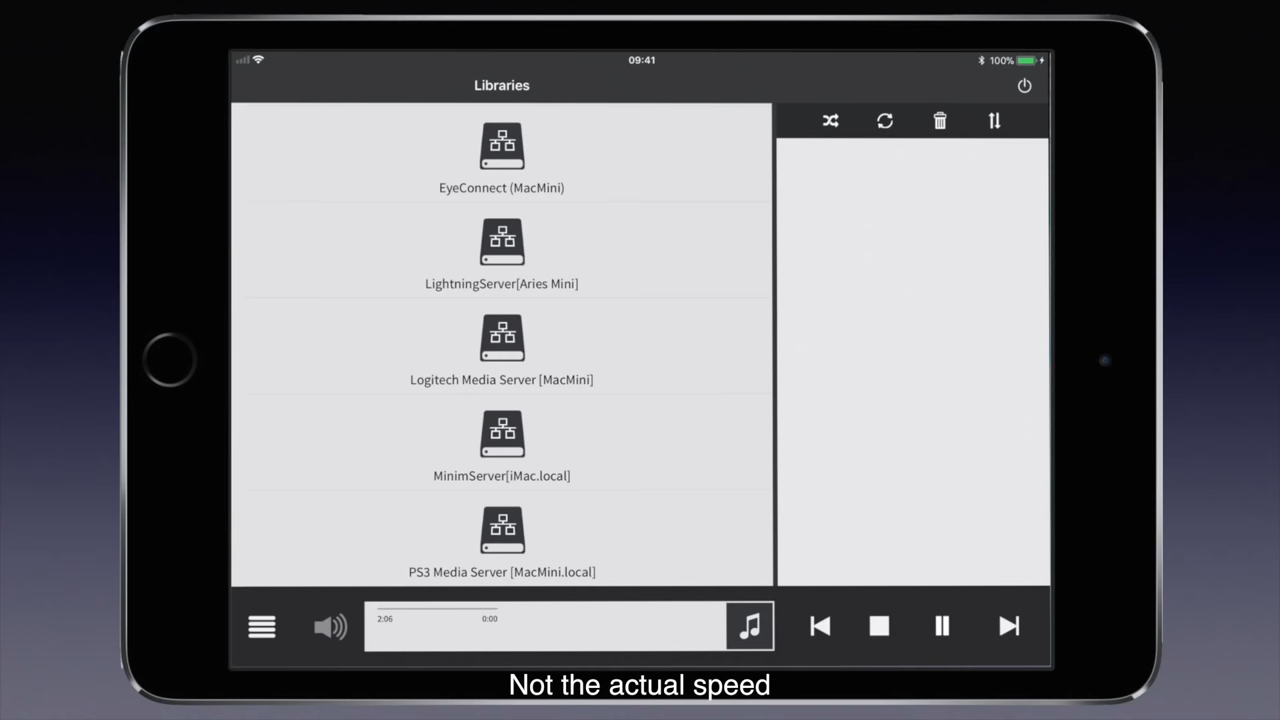 09:41
100%
Libraries
EyeConnect (MacMini)
LightningServer[Aries Mini]
Logitech Media Server [MacMini]
MinimServer[iMac.local]
PS3 Media Server [MacMini.local]
2:06
0:00
Not the actual speed